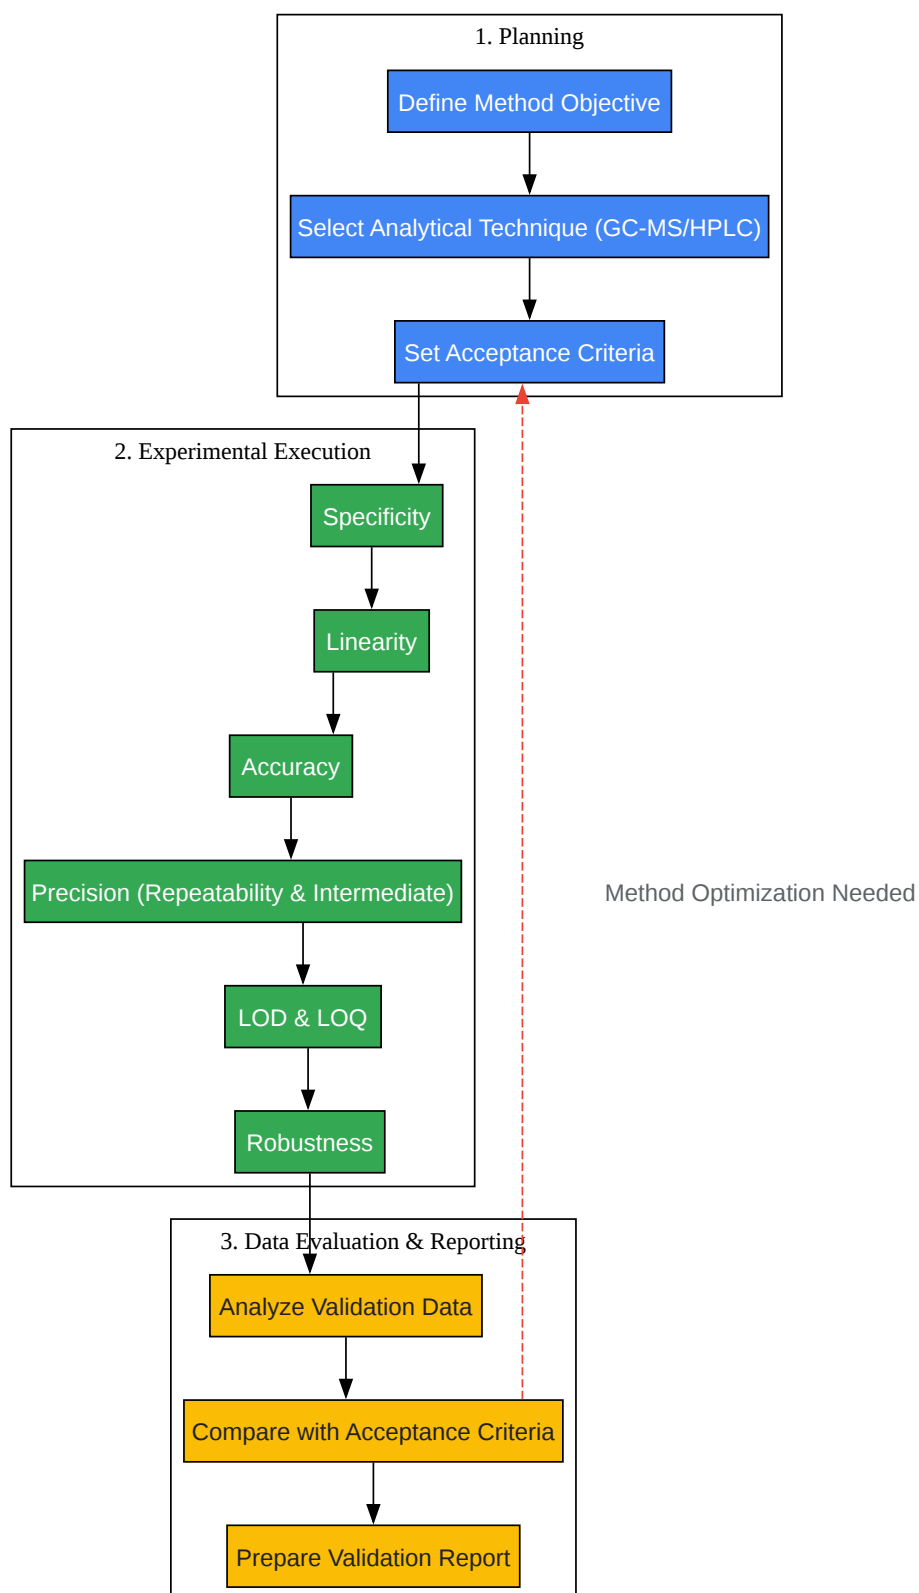 1. Planning
Define Method Objective
Select Analytical Technique (GC-MS/HPLC)
Set Acceptance Criteria
2. Experimental Execution
Specificity
Linearity
Accuracy
Precision (Repeatability & Intermediate)
Method Optimization Needed
LOD & LOQ
Robustness
3. Data Evaluation & Reporting
Analyze Validation Data
Compare with Acceptance Criteria
Prepare Validation Report